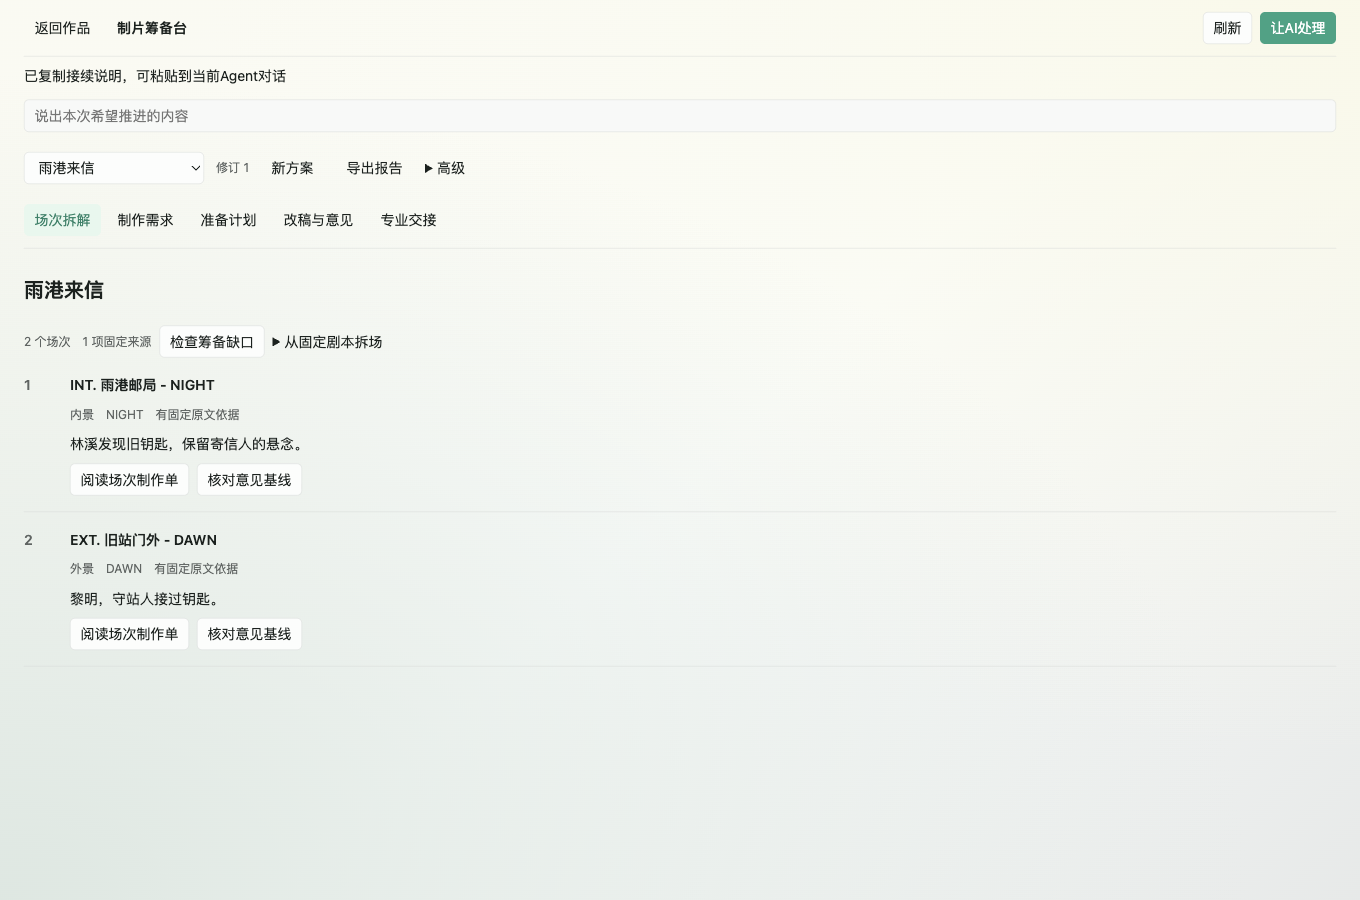 返回作品 制片筹备台 刷新 让AI处理
已复制接续说明，可粘贴到当前Agent对话
说出本次希望推进的内容
雨港来信 修订 1 新方案 导出报告 ▶ 高级
场次拆解 制作需求 准备计划 改稿与意见 专业交接
雨港来信
2 个场次 1 项固定来源 检查筹备缺口 ▶ 从固定剧本拆场
1 INT. 雨港邮局 - NIGHT
内景 NIGHT 有固定原文依据
林溪发现旧钥匙，保留寄信人的悬念。
阅读场次制作单 核对意见基线
2 EXT. 旧站门外 - DAWN
外景 DAWN 有固定原文依据
黎明，守站人接过钥匙。
阅读场次制作单 核对意见基线